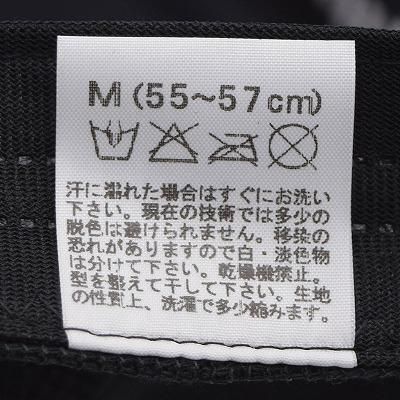 M (55～57cm)
汗に濡れた場合はすぐにお洗い
下さい。現在の技術では多少の
脱色は避けられません。移染の
恐れがありますので白・淡色物
は分けて下さい。乾燥機禁止。
型を整えて干して下さい。生地
の性質上、洗濯で多少縮みます。